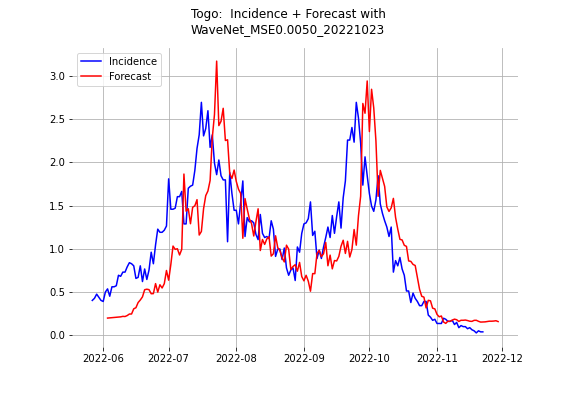 Togo:  Incidence + Forecast with
WaveNet_MSE0.0050_20221023
Incidence
Forecast
3.0
2.5
2.0
1.5
1.0
0.5
0.0
2022-06 2022-07 2022-08 2022-09 2022-10 2022-11 2022-12